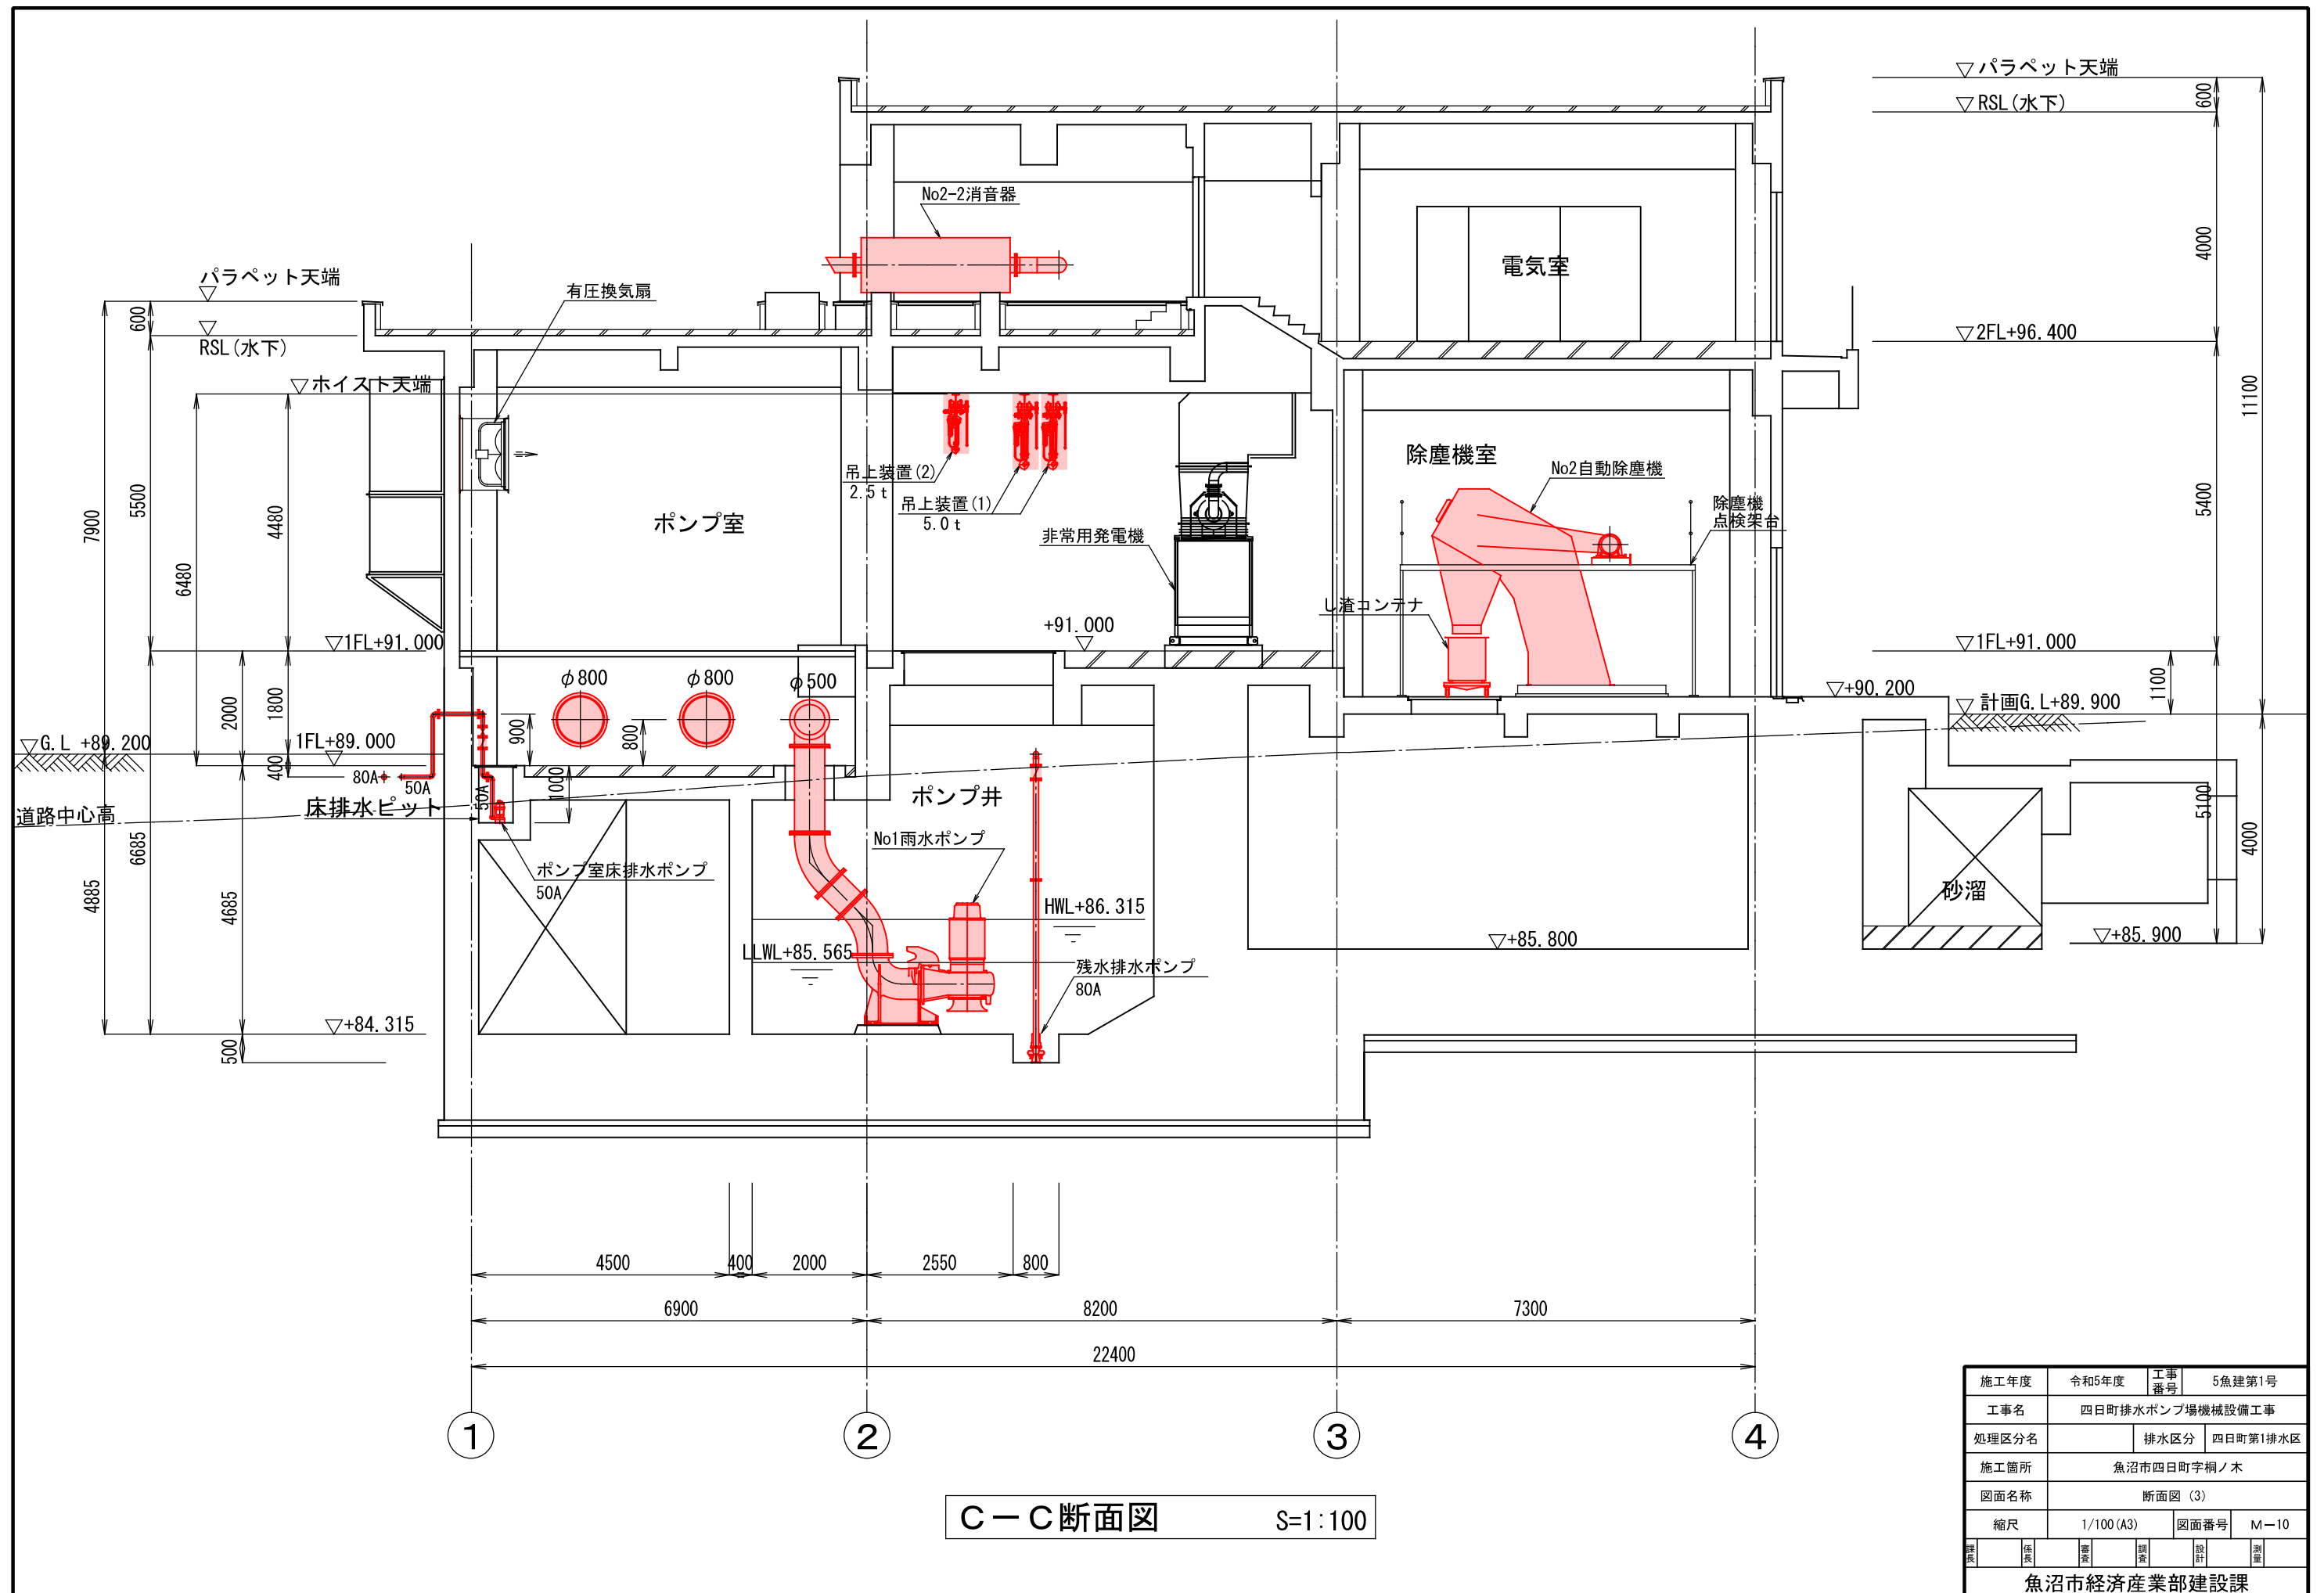 パラペット天端
RSL(水下)
600
4000
11100
2FL+96.400
5400
1FL+91.000
1100
+90.200
計画G.L+89.900
5100
4000
砂溜
+85.900
No2-2消音器
電気室
パラペット天端
600
有圧換気扇
RSL(水下)
ホイスト天端
7900
5500
4480
6480
ポンプ室
吊上装置(2)
2.5t
吊上装置(1)
5.0t
非常用発電機
除塵機室
No2自動除塵機
除塵機
点検架台
し渣コンテナ
+91.000
1FL+91.000
2000
1800
φ800
φ800
φ500
900
800
G.L +89.200
1FL+89.000
400
80A
50A
50A
1000
道路中心高
床排水ピット
ポンプ井
No1雨水ポンプ
ポンプ室床排水ポンプ
50A
6685
4885
4685
HWL+86.315
LLWL+85.565
残水排水ポンプ
80A
+85.800
+84.315
500
4500
400
2000
2550
800
6900
8200
7300
22400
1
2
3
4
C－C断面図 S=1:100
施工年度 令和5年度 工事番号 5魚建第1号
工事名 四日町排水ポンプ場機械設備工事
処理区分名 排水区分 四日町第1排水区
施工箇所 魚沼市四日町字桐ノ木
図面名称 断面図 (3)
縮尺 1/100(A3) 図面番号 M－10
課長 係長 審査 調査 設計 測量
魚沼市経済産業部建設課